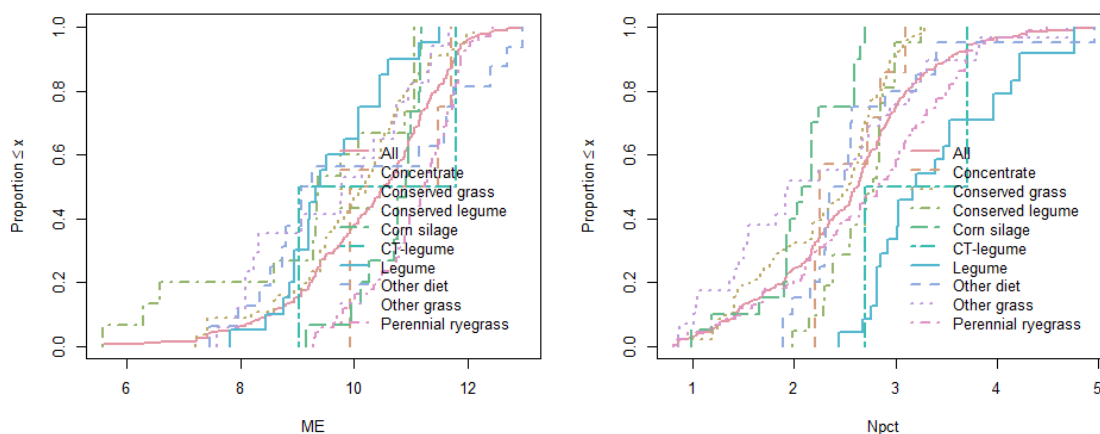 1.0
0.8
0.6
0.4
0.2
0.0
Proportion ≤ x
All
Concentrate
Conserved grass
Conserved legume
Corn silage
CT-legume
Legume
Other diet
Other grass
Perennial ryegrass
6 8 10 12
ME
1.0
0.8
0.6
0.4
0.2
0.0
Proportion ≤ x
All
Concentrate
Conserved grass
Conserved legume
Corn silage
CT-legume
Legume
Other diet
Other grass
Perennial ryegrass
1 2 3 4 5
Npct